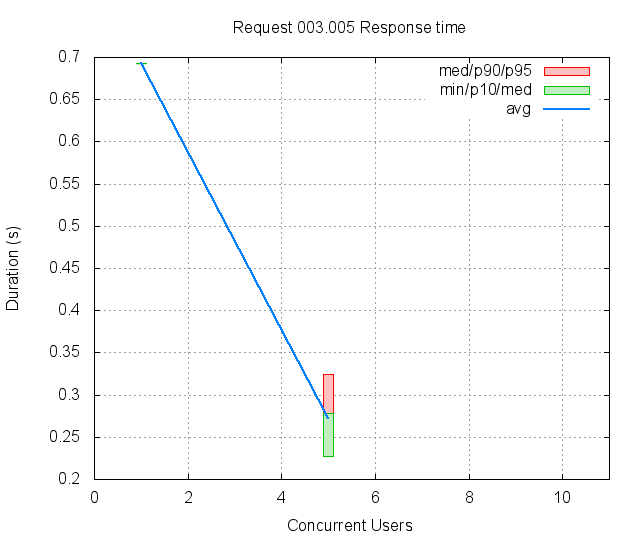 Request 003.005 Response time
0.7
0.65
0.6
0.55
0.5
0.45
0.4
0.35
0.3
0.25
0.2
Duration (s)
med/p90/p95
min/p10/med
avg
0 2 4 6 8 10
Concurrent Users